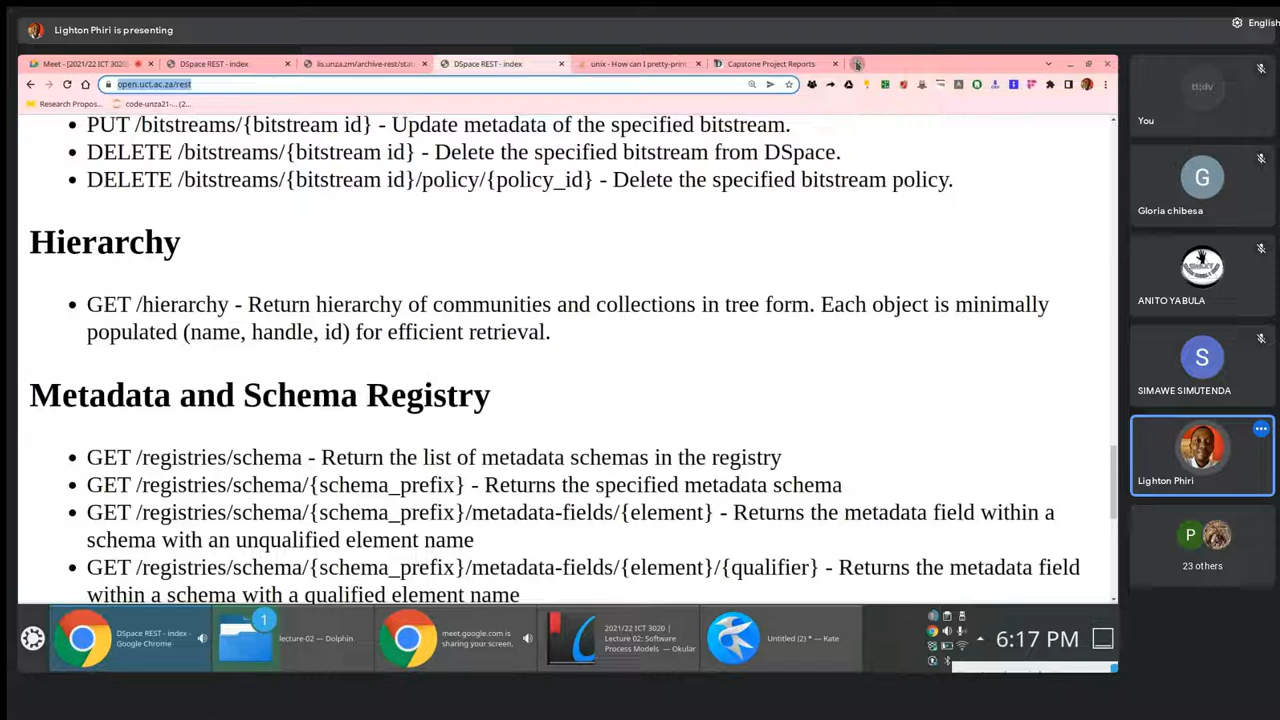 Lighton Phiri is presenting
English
Meet - [2021/22 ICT 3020]
DSpace REST - index
iis.unza.zm/archive-rest/stat
DSpace REST - index
unix - How can I pretty-print
Capstone Project Reports
open.uct.ac.za/rest
Research Propos...
code-unza21-... (2...
PUT /bitstreams/{bitstream id} - Update metadata of the specified bitstream.
DELETE /bitstreams/{bitstream id} - Delete the specified bitstream from DSpace.
DELETE /bitstreams/{bitstream id}/policy/{policy_id} - Delete the specified bitstream policy.
Hierarchy
GET /hierarchy - Return hierarchy of communities and collections in tree form. Each object is minimally
populated (name, handle, id) for efficient retrieval.
Metadata and Schema Registry
GET /registries/schema - Return the list of metadata schemas in the registry
GET /registries/schema/{schema_prefix} - Returns the specified metadata schema
GET /registries/schema/{schema_prefix}/metadata-fields/{element} - Returns the metadata field within a
schema with an unqualified element name
GET /registries/schema/{schema_prefix}/metadata-fields/{element}/{qualifier} - Returns the metadata field
within a schema with a qualified element name
DSpace REST - index -
Google Chrome
1
lecture-02 — Dolphin
meet.google.com is
sharing your screen.
2021/22 ICT 3020 |
Lecture 02: Software
Process Models — Okular
Untitled (2) * — Kate
6:17 PM
tl;dv
You
G
Gloria chibesa
ANITO YABULA
S
SIMAWE SIMUTENDA
Lighton Phiri
P
23 others